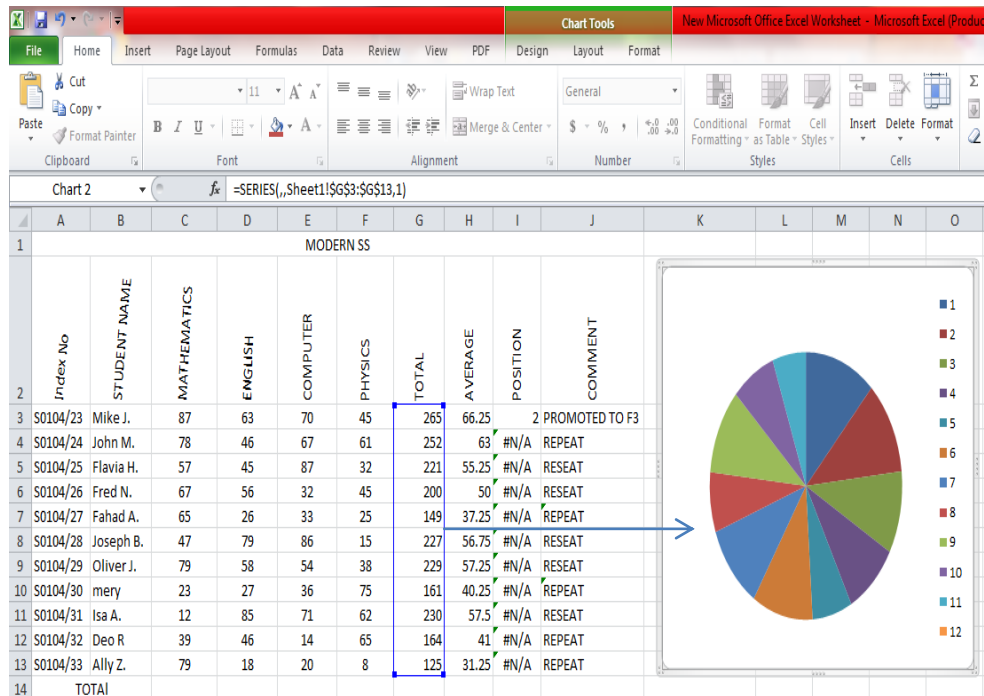 Chart Tools New Microsoft Office Excel Worksheet - Microsoft Excel (Produc
File Home Insert Page Layout Formulas Data Review View PDF Design Layout Format
Cut
Copy
Format Painter
Paste
Clipboard
11 A A
B I U A
Font
Wrap Text
Merge & Center
Alignment
General
$ % , .0 .00 .00 .0
Number
Conditional Formatting
Format as Table
Cell Styles
Styles
Insert Delete Format
Cells
Σ
Chart 2 fx =SERIES(,,Sheet1!$G$3:$G$13,1)
A B C D E F G H I J K L M N O
1 MODERN SS
2 Index No STUDENT NAME MATHEMATICS ENGLISH COMPUTER PHYSICS TOTAL AVERAGE POSITION COMMENT
3 S0104/23 Mike J. 87 63 70 45 265 66.25 2 PROMOTED TO F3
4 S0104/24 John M. 78 46 67 61 252 63 #N/A REPEAT
5 S0104/25 Flavia H. 57 45 87 32 221 55.25 #N/A RESEAT
6 S0104/26 Fred N. 67 56 32 45 200 50 #N/A RESEAT
7 S0104/27 Fahad A. 65 26 33 25 149 37.25 #N/A REPEAT
8 S0104/28 Joseph B. 47 79 86 15 227 56.75 #N/A RESEAT
9 S0104/29 Oliver J. 79 58 54 38 229 57.25 #N/A RESEAT
10 S0104/30 mery 23 27 36 75 161 40.25 #N/A REPEAT
11 S0104/31 Isa A. 12 85 71 62 230 57.5 #N/A RESEAT
12 S0104/32 Deo R 39 46 14 65 164 41 #N/A REPEAT
13 S0104/33 Ally Z. 79 18 20 8 125 31.25 #N/A REPEAT
14 TOTAl
1
2
3
4
5
6
7
8
9
10
11
12